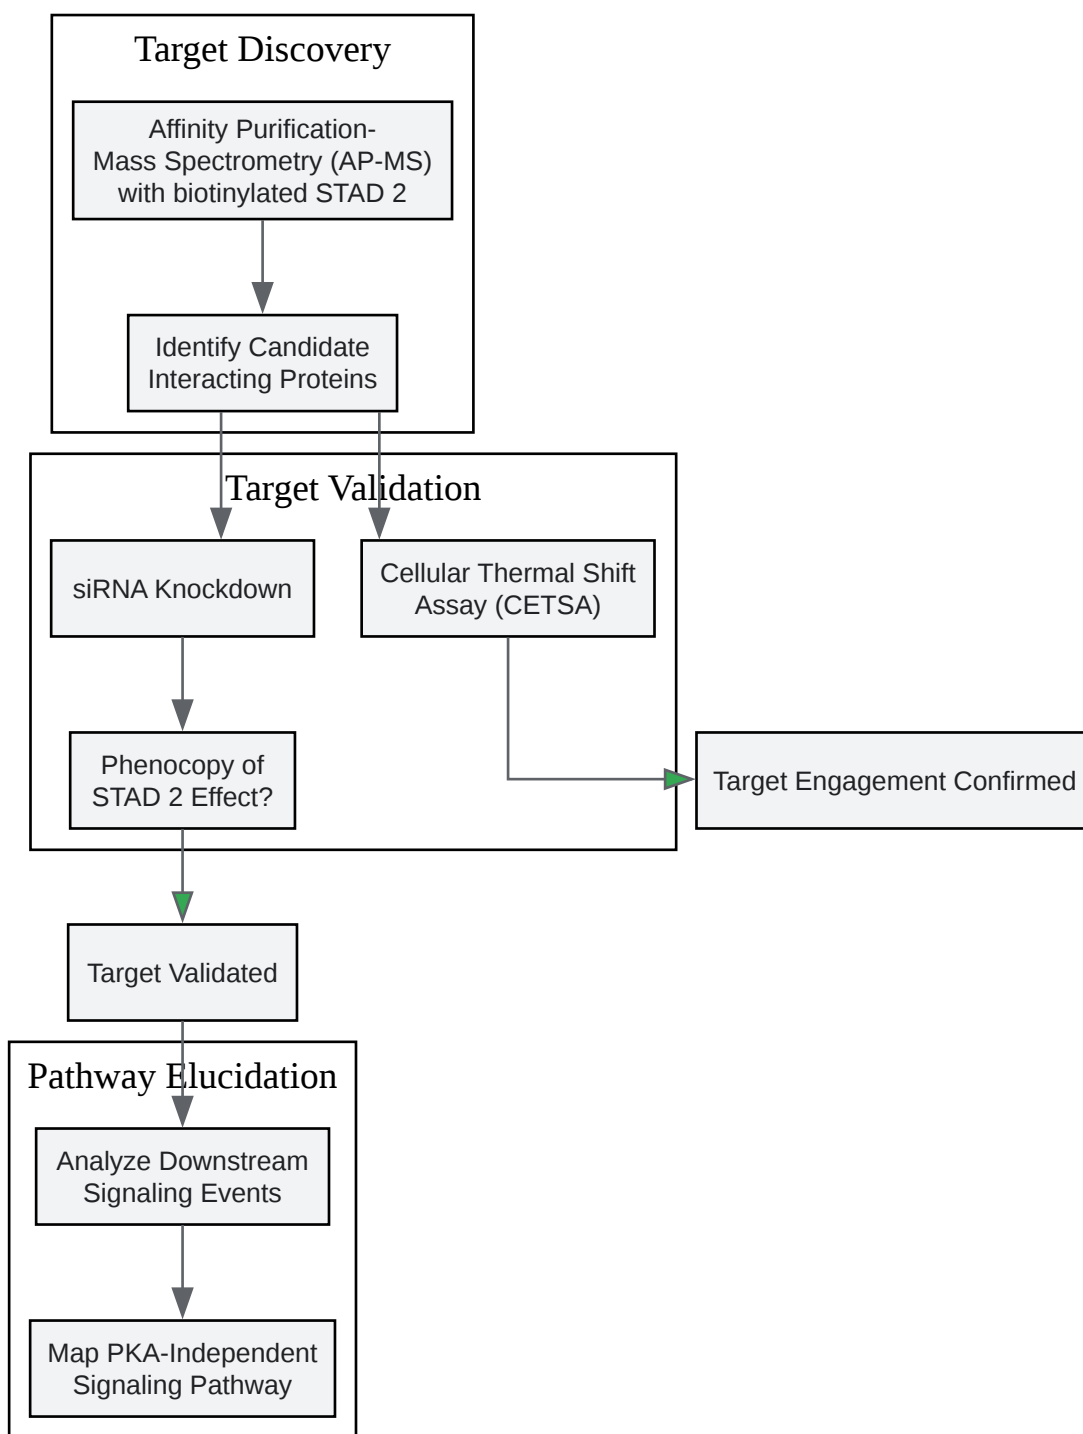 Target Discovery
Affinity Purification-
Mass Spectrometry (AP-MS)
with biotinylated STAD 2
Identify Candidate
Interacting Proteins
Target Validation
siRNA Knockdown
Cellular Thermal Shift
Assay (CETSA)
Phenocopy of
STAD 2 Effect?
Target Engagement Confirmed
Target Validated
Pathway Elucidation
Analyze Downstream
Signaling Events
Map PKA-Independent
Signaling Pathway